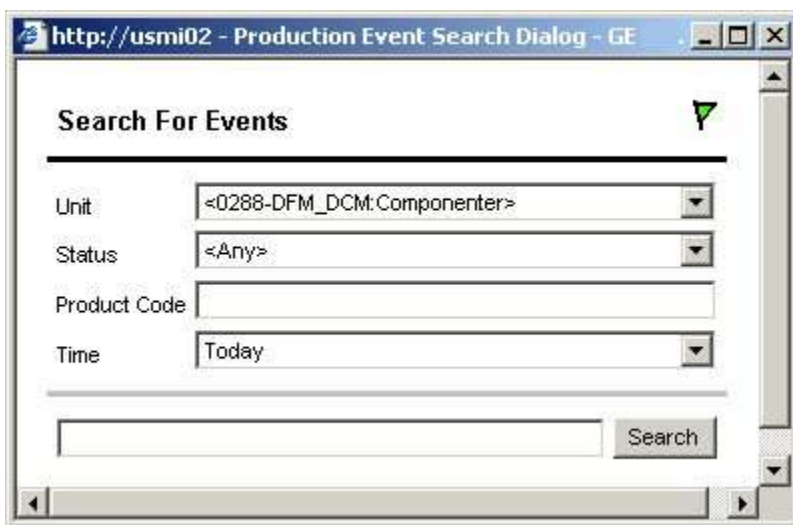 http://usmi02 - Production Event Search Dialog - GE
Search For Events
Unit <0288-DFM_DCM:Componenter>
Status <Any>
Product Code
Time Today
Search